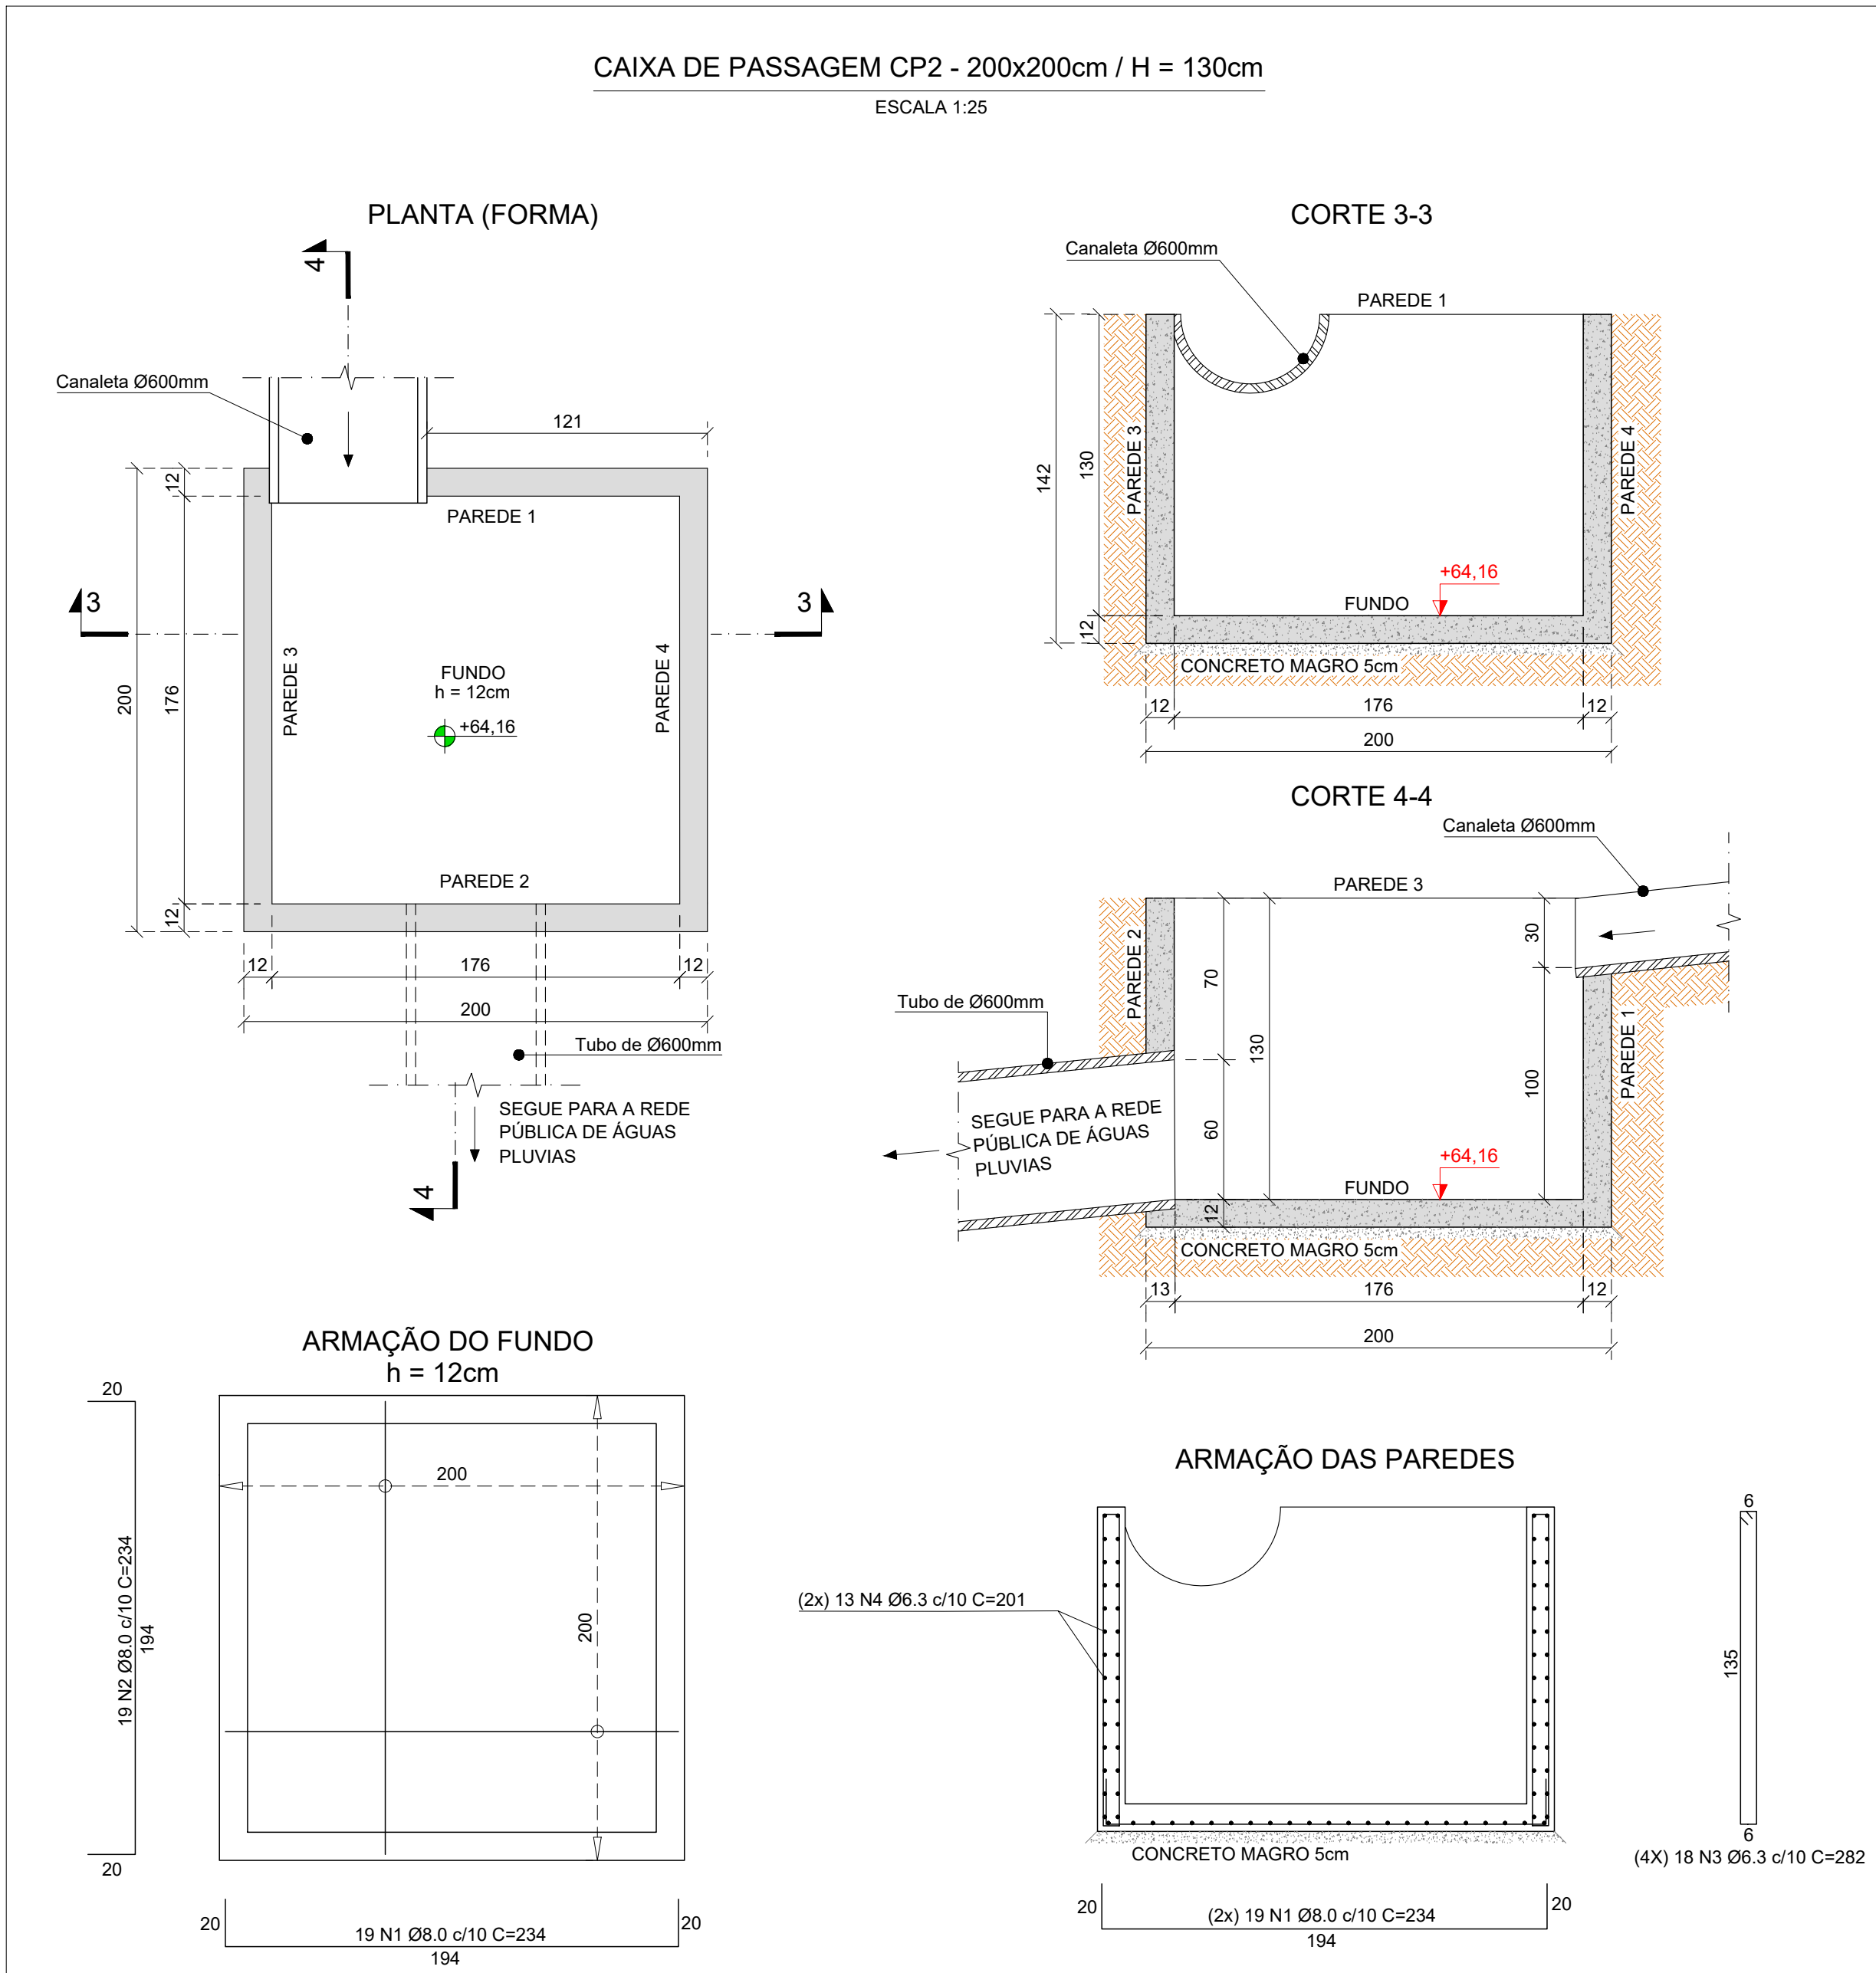 CAIXA DE PASSAGEM CP2 - 200x200cm / H = 130cm
ESCALA 1:25
PLANTA (FORMA)
4
Canaleta Ø600mm
121
12
176
12
200
PAREDE 1
3
3
PAREDE 3
PAREDE 4
FUNDO
h = 12cm
+64,16
PAREDE 2
12
176
12
200
Tubo de Ø600mm
SEGUE PARA A REDE
PÚBLICA DE ÁGUAS
PLUVIAS
4
CORTE 3-3
Canaleta Ø600mm
PAREDE 1
142
130
12
PAREDE 3
PAREDE 4
+64,16
FUNDO
CONCRETO MAGRO 5cm
12
176
12
200
CORTE 4-4
Canaleta Ø600mm
PAREDE 3
PAREDE 2
70
130
60
12
30
100
PAREDE 1
Tubo de Ø600mm
SEGUE PARA A REDE
PÚBLICA DE ÁGUAS
PLUVIAS
+64,16
FUNDO
CONCRETO MAGRO 5cm
13
176
12
200
ARMAÇÃO DO FUNDO
h = 12cm
20
19 N2 Ø8.0 c/10 C=234
194
20
200
200
20
19 N1 Ø8.0 c/10 C=234
20
194
ARMAÇÃO DAS PAREDES
(2x) 13 N4 Ø6.3 c/10 C=201
CONCRETO MAGRO 5cm
20
(2x) 19 N1 Ø8.0 c/10 C=234
20
194
6
135
6
(4X) 18 N3 Ø6.3 c/10 C=282